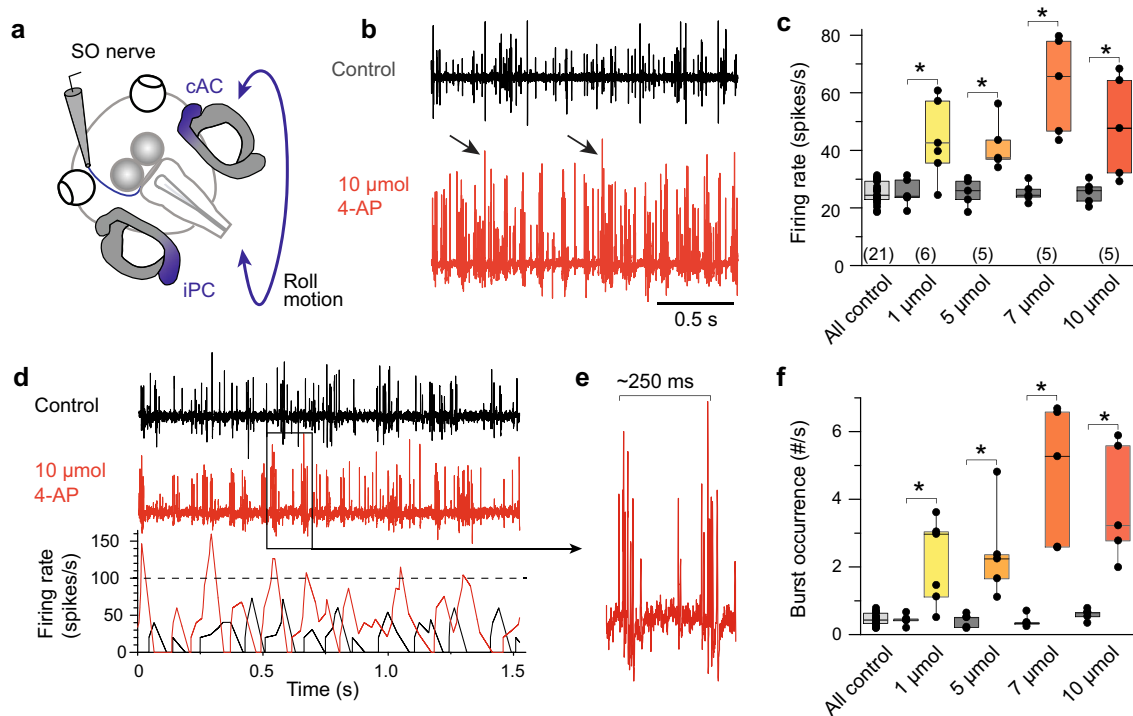 a
SO nerve
cAC
iPC
Roll
motion
b
Control
10 µmol
4-AP
0.5 s
c
Firing rate (spikes/s)
80
60
40
20
0
*
*
*
*
(21)
(6)
(5)
(5)
(5)
All control
1 µmol
5 µmol
7 µmol
10 µmol
d
Control
10 µmol
4-AP
Firing rate
(spikes/s)
150
100
50
0
0
0.5
1.0
1.5
Time (s)
e
~250 ms
f
Burst occurrence (#/s)
6
4
2
0
*
*
*
*
All control
1 µmol
5 µmol
7 µmol
10 µmol